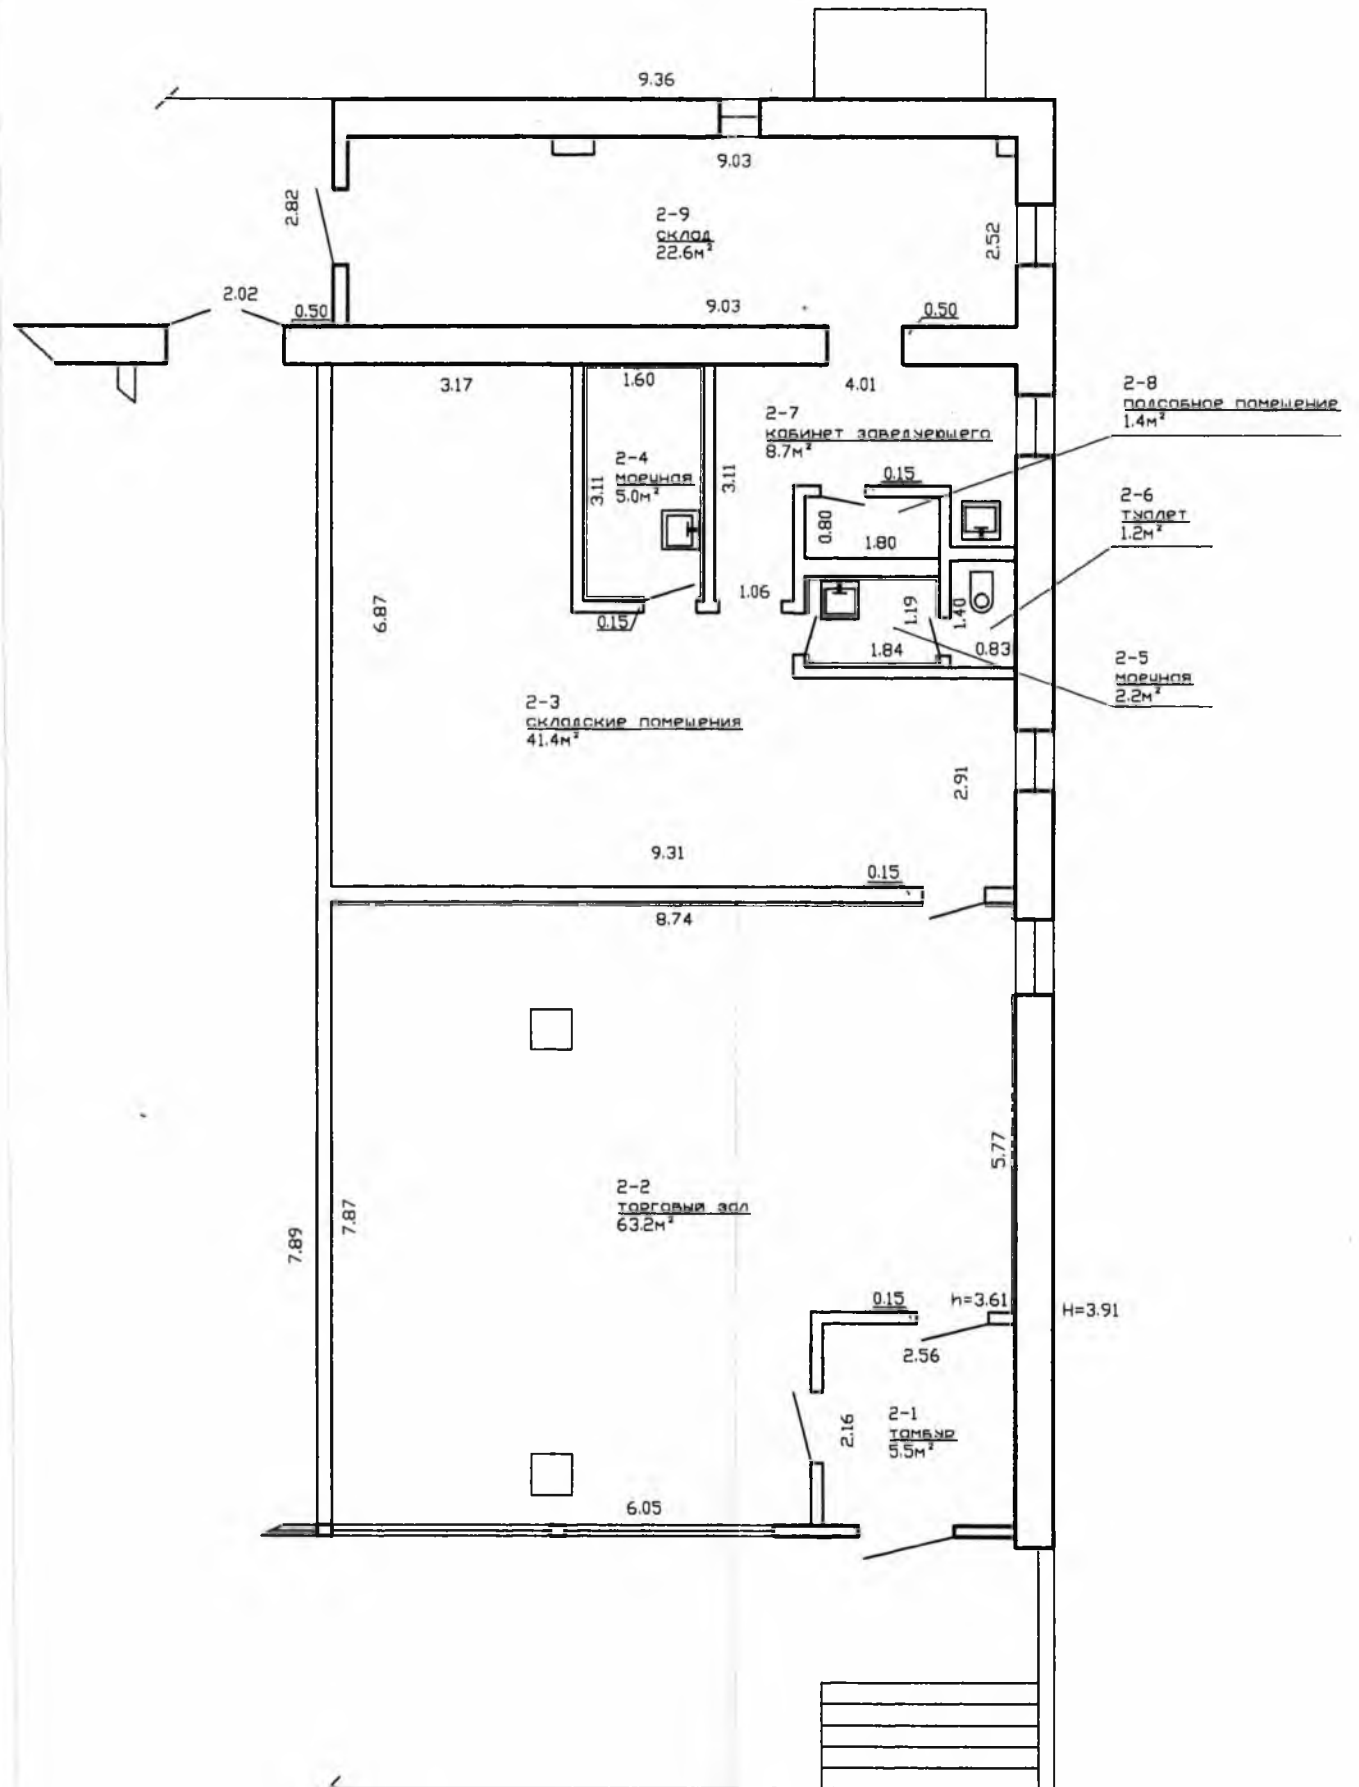 9.36
9.03
2.82
2-9
склад
22.6м²
2.52
2.02
0.50
9.03
0.50
3.17
1.60
4.01
2-8
подсобное помещение
1.4м²
2-7
кабинет заведующего
8.7м²
2-4
моечная
5.0м²
3.11
3.11
0.15
2-6
туалет
1.2м²
0.80
1.80
6.87
0.15
1.06
1.19
1.40
1.84
0.83
2-5
моечная
2.2м²
2-3
складские помещения
41.4м²
2.91
9.31
0.15
8.74
5.77
2-2
торговый зал
63.2м²
7.89
7.87
0.15
h=3.61
H=3.91
2.56
2.16
2-1
тамбур
5.5м²
6.05